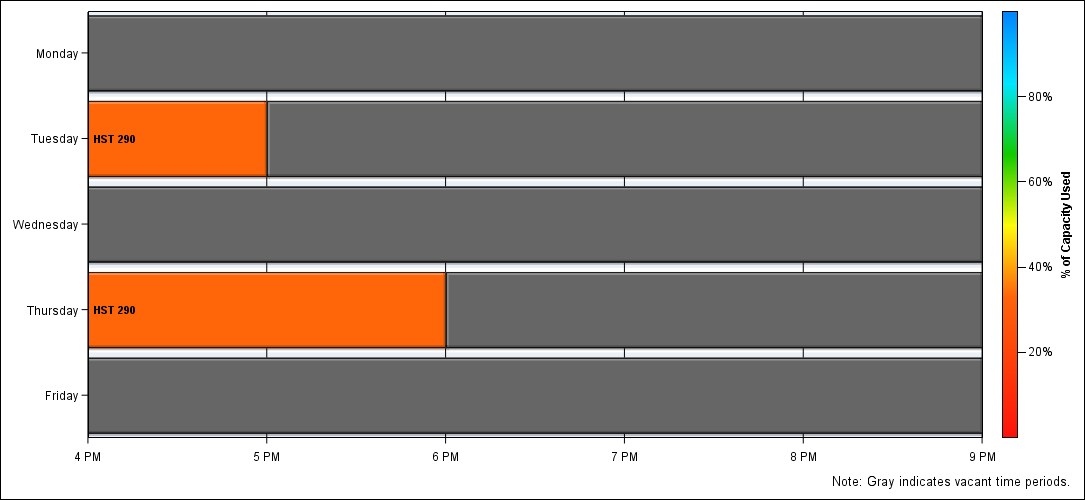 Monday
Tuesday
HST 290
Wednesday
Thursday
HST 290
Friday
4 PM
5 PM
6 PM
7 PM
8 PM
9 PM
80%
60%
40%
20%
% of Capacity Used
Note: Gray indicates vacant time periods.